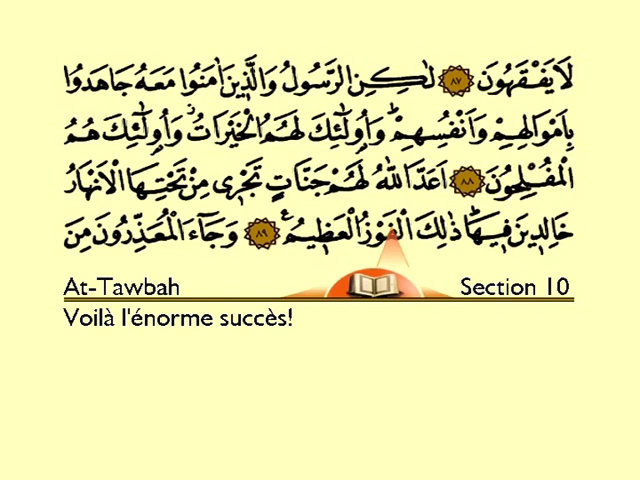 لَا يَفْقَهُونَ ٨٧ لٰكِنِ الرَّسُولُ وَالَّذِينَ اٰمَنُوا مَعَهُ جَاهَدُوا
بِاَمْوَالِهِمْ وَاَنْفُسِهِمْ وَاُولٰٓئِكَ لَهُمُ الْخَيْرَاتُ وَاُولٰٓئِكَ هُمُ
الْمُفْلِحُونَ ٨٨ اَعَدَّ اللّٰهُ لَهُمْ جَنَّاتٍ تَجْرٖى مِنْ تَحْتِهَا الْاَنْهَارُ
خَالِدٖينَ فٖيهَا ذٰلِكَ الْفَوْزُ الْعَظٖيمُ ٨٩ وَجَٓاءَ الْمُعَذِّرُونَ مِنَ
At-Tawbah Section 10
Voilà l'énorme succès!